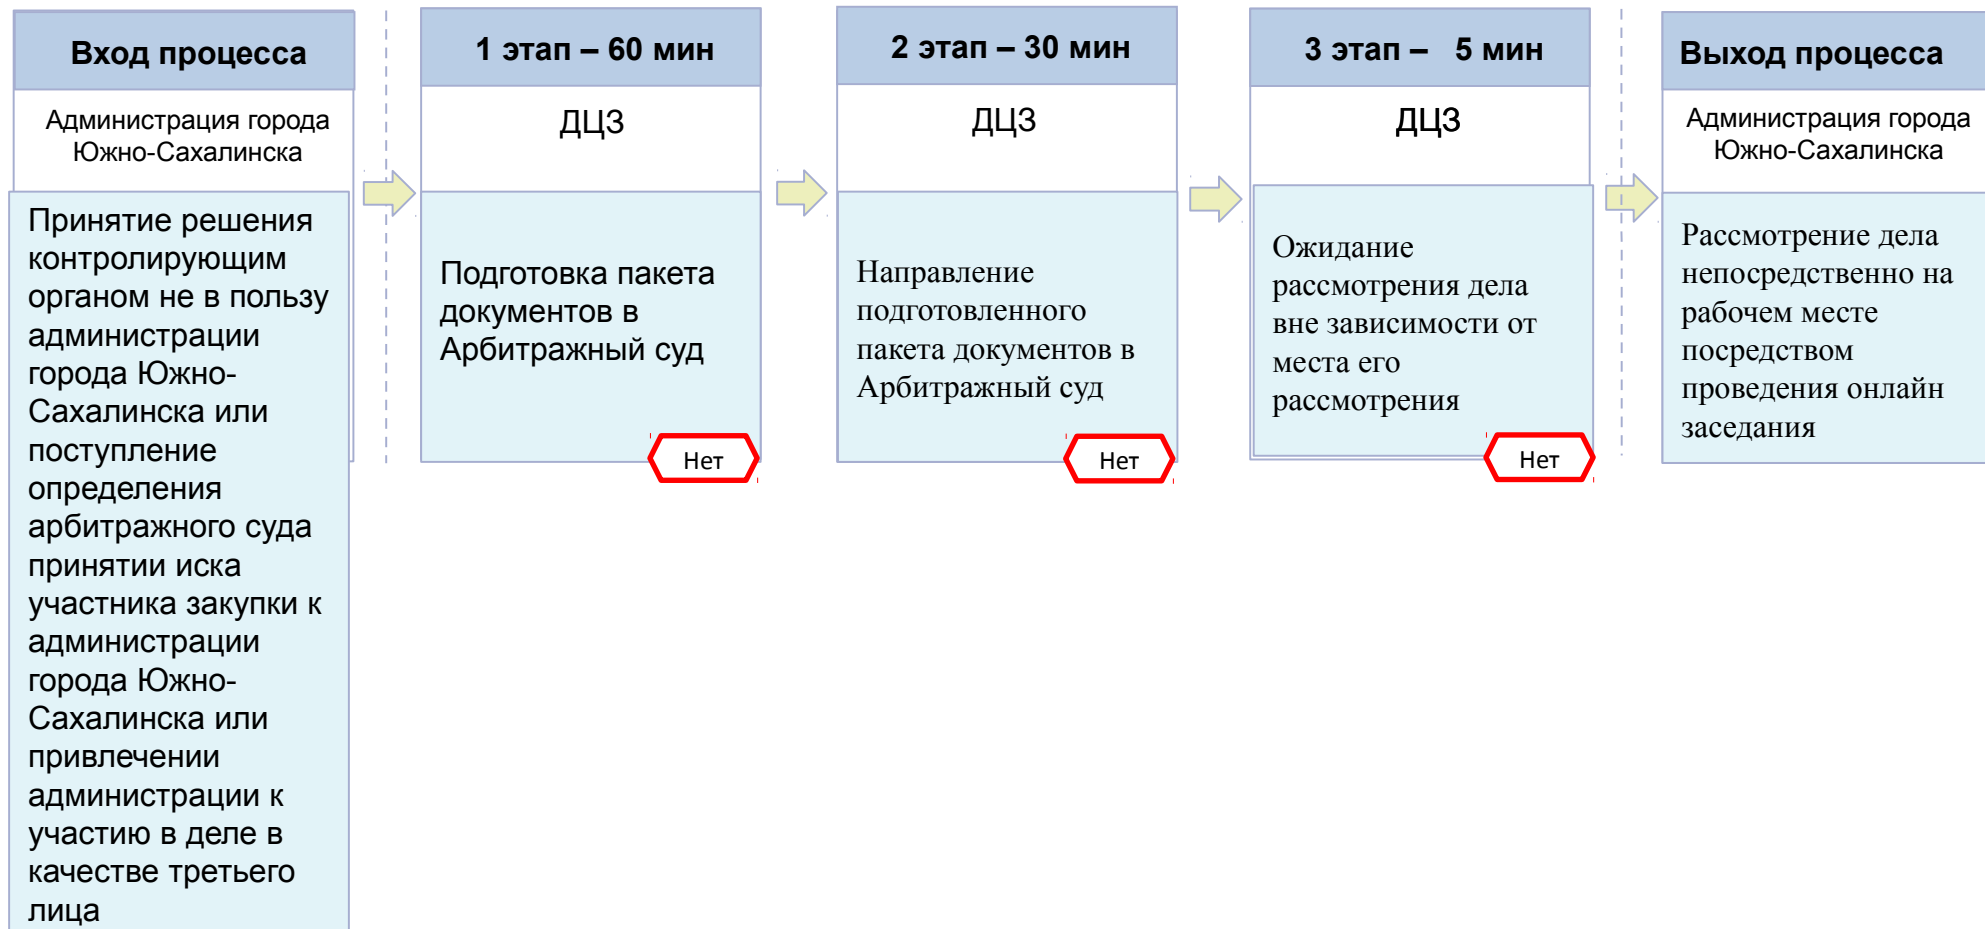 Вход процесса
Администрация города
Южно-Сахалинска
Принятие решения
контролирующим
органом не в пользу
администрации
города Южно-
Сахалинска или
поступление
определения
арбитражного суда
принятии иска
участника закупки к
администрации
города Южно-
Сахалинска или
привлечении
администрации к
участию в деле в
качестве третьего
лица
1 этап – 60 мин
ДЦЗ
Подготовка пакета
документов в
Арбитражный суд
Нет
2 этап – 30 мин
ДЦЗ
Направление
подготовленного
пакета документов в
Арбитражный суд
Нет
3 этап – 5 мин
ДЦЗ
Ожидание
рассмотрения дела
вне зависимости от
места его
рассмотрения
Нет
Выход процесса
Администрация города
Южно-Сахалинска
Рассмотрение дела
непосредственно на
рабочем месте
посредством
проведения онлайн
заседания